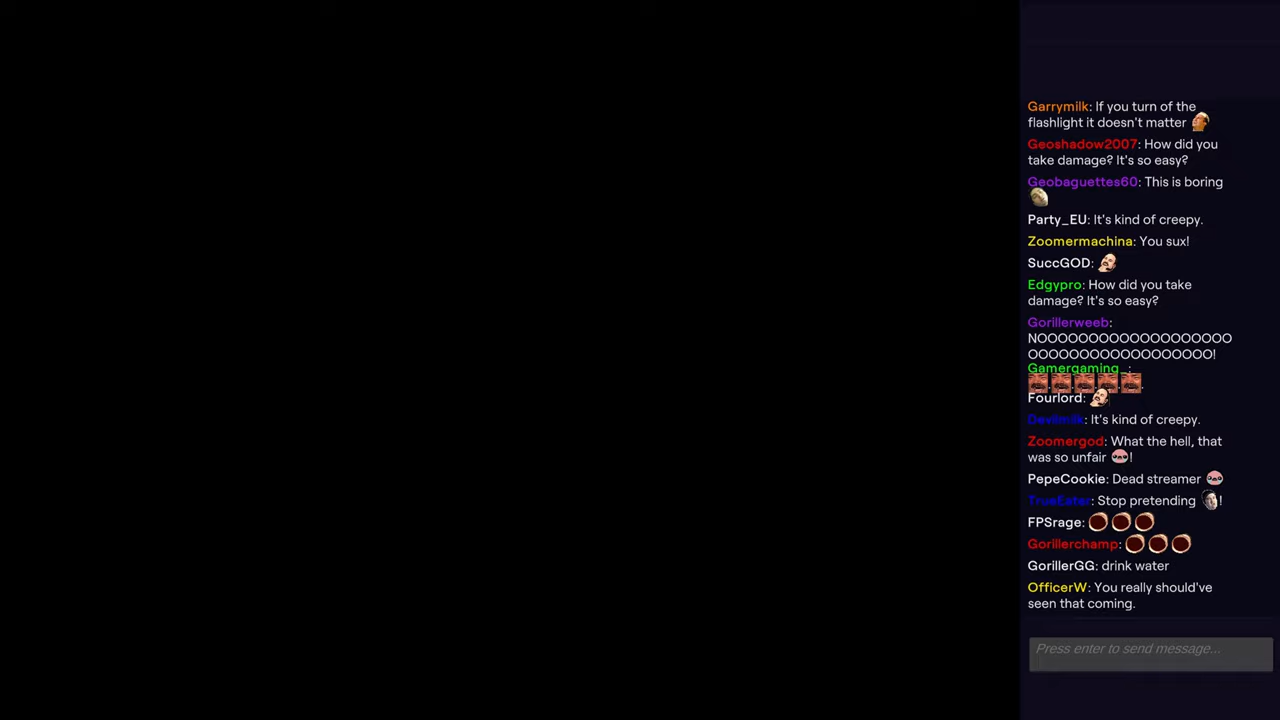 Garrymilk: If you turn of the
flashlight it doesn't matter
Geoshadow2007: How did you
take damage? It's so easy?
Geobaguettes60: This is boring
Party_EU: It's kind of creepy.
Zoomermachina: You sux!
SuccGOD:
Edgypro: How did you take
damage? It's so easy?
Gorillerweeb:
NOOOOOOOOOOOOOOOOOO
OOOOOOOOOOOOOOOOOO!
Gamergaming_:
Fourlord:
Devilmilk: It's kind of creepy.
Zoomergod: What the hell, that
was so unfair !
PepeCookie: Dead streamer
TrueEater: Stop pretending !
FPSrage:
Gorillerchamp:
GorillerGG: drink water
OfficerW: You really should've
seen that coming.
Press enter to send message...